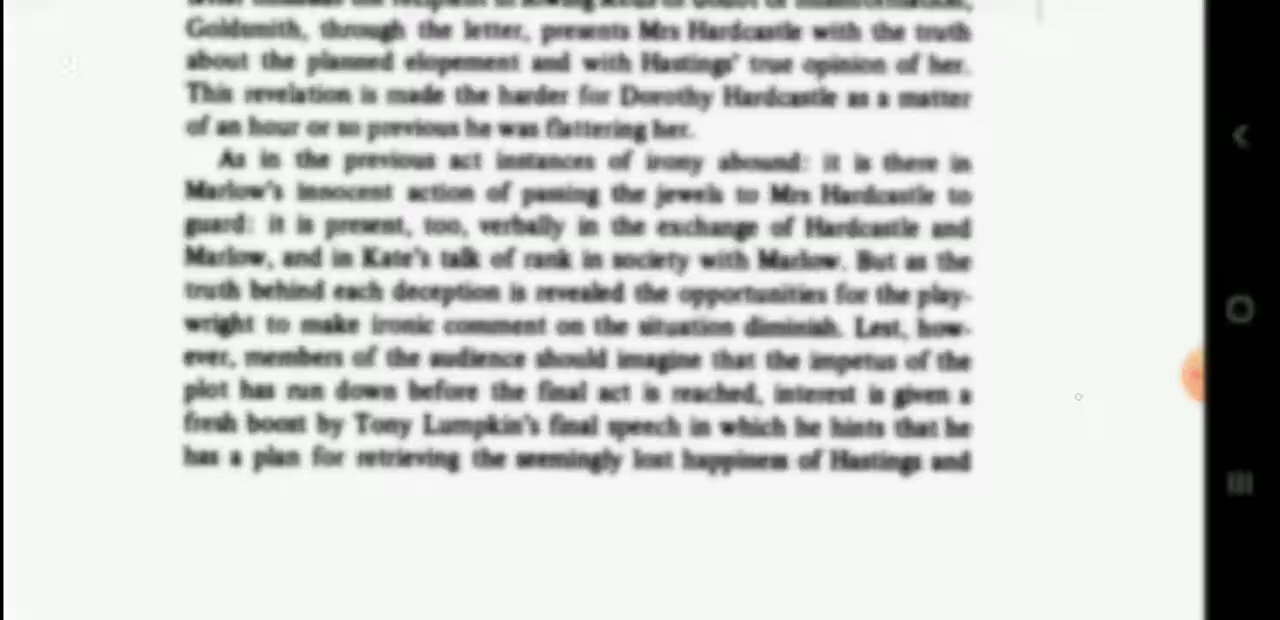 Goldsmith, through the letter, presents Mrs Hardcastle with the truth
about the planned elopement and with Hastings' true opinion of her.
This revelation is made the harder for Dorothy Hardcastle as a matter
of an hour or so previous he was flattering her.
As in the previous act instances of irony abound: it is there in
Marlow's innocent action of passing the jewels to Mrs Hardcastle to
guard: it is present, too, verbally in the exchange of Hardcastle and
Marlow, and in Kate's talk of rank in society with Marlow. But as the
truth behind each deception is revealed the opportunities for the play-
wright to make ironic comment on the situation diminish. Lest, how-
ever, members of the audience should imagine that the impetus of the
plot has run down before the final act is reached, interest is given a
fresh boost by Tony Lumpkin's final speech in which he hints that he
has a plan for retrieving the seemingly lost happiness of Hastings and